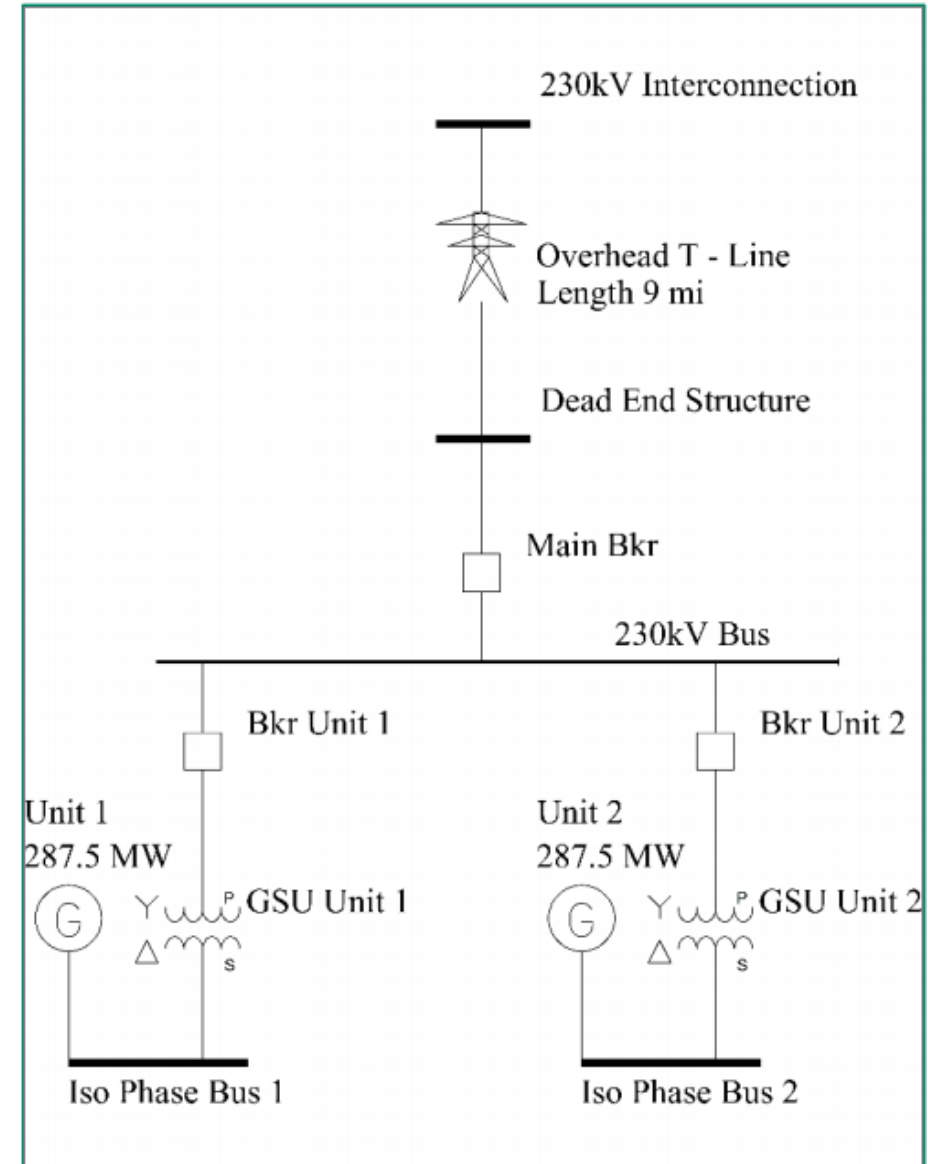 230kV Interconnection
Overhead T - Line
Length 9 mi
Dead End Structure
Main Bkr
230kV Bus
Bkr Unit 1
Bkr Unit 2
Unit 1
287.5 MW
Unit 2
287.5 MW
G
Y
P
GSU Unit 1
Δ
S
G
Y
P
GSU Unit 2
Δ
S
Iso Phase Bus 1
Iso Phase Bus 2